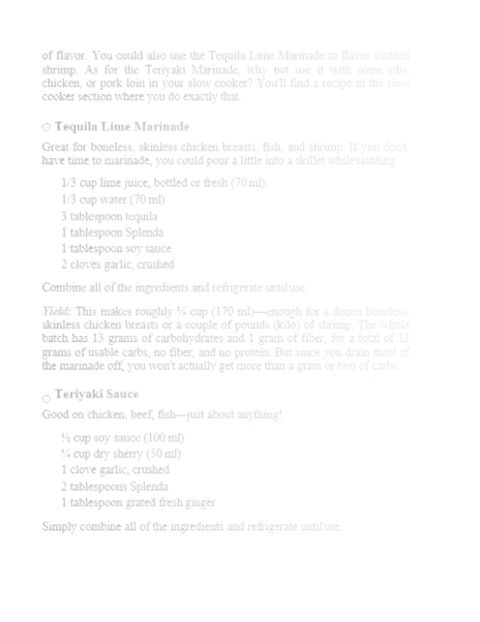 of flavor. You could also use the Tequila Lime Marinade to flavor sautéed
shrimp. As for the Teriyaki Marinade, why not use it with some ribs,
chicken, or pork loin in your slow cooker? You'll find a recipe in the slow
cooker section where you do exactly that.
Tequila Lime Marinade
Great for boneless, skinless chicken breasts, fish, and shrimp. If you don't
have time to marinade, you could pour a little into a skillet while sautéing.
1/3 cup lime juice, bottled or fresh (70 ml)
1/3 cup water (70 ml)
3 tablespoon tequila
1 tablespoon Splenda
1 tablespoon soy sauce
2 cloves garlic, crushed
Combine all of the ingredients and refrigerate until use.
Yield: This makes roughly ¾ cup (170 ml)—enough for a dozen boneless,
skinless chicken breasts or a couple of pounds (kilo) of shrimp. The whole
batch has 13 grams of carbohydrates and 1 gram of fiber, for a total of 12
grams of usable carbs, no fiber, and no protein. But since you drain most of
the marinade off, you won't actually get more than a gram or two of carbs.
Teriyaki Sauce
Good on chicken, beef, fish—just about anything!
½ cup soy sauce (100 ml)
¼ cup dry sherry (50 ml)
1 clove garlic, crushed
2 tablespoons Splenda
1 tablespoon grated fresh ginger
Simply combine all of the ingredients and refrigerate until use.